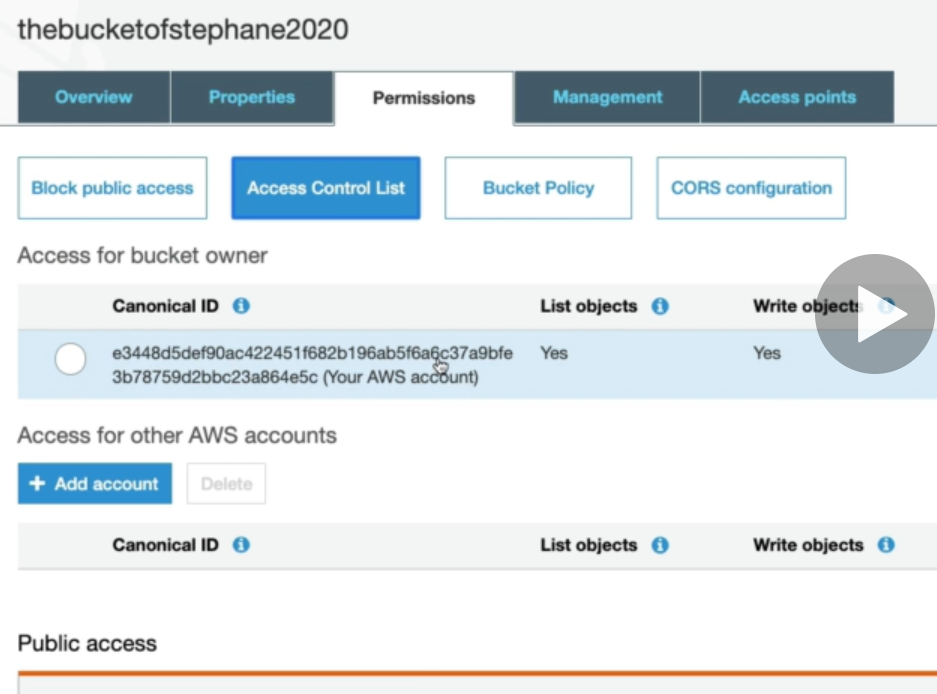 thebucketofstephane2020
Overview Properties Permissions Management Access points
Block public access Access Control List Bucket Policy CORS configuration
Access for bucket owner
Canonical ID List objects Write objects
e3448d5def90ac422451f682b196ab5f6a6c37a9bfe Yes Yes
3b78759d2bbc23a864e5c (Your AWS account)
Access for other AWS accounts
+ Add account Delete
Canonical ID List objects Write objects
Public access